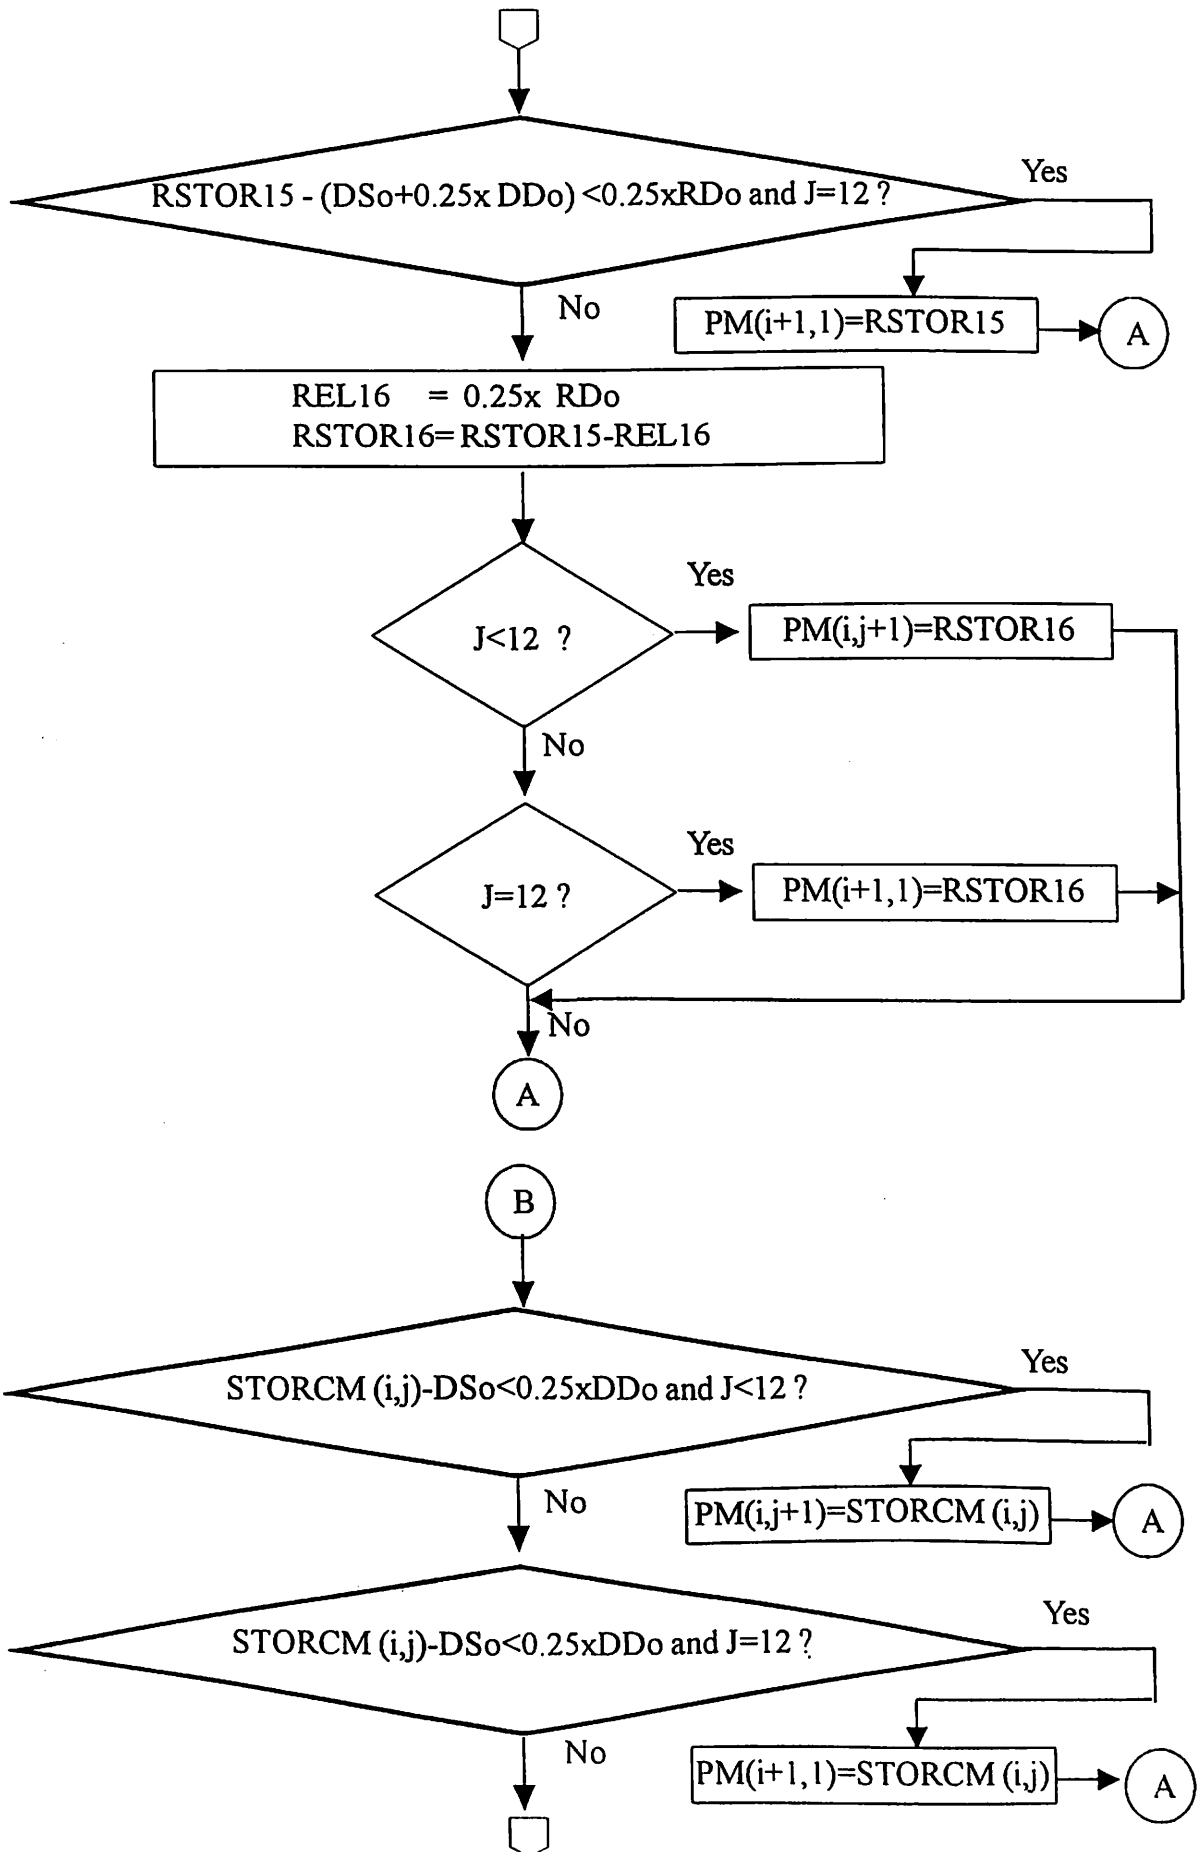 RSTOR15 - (DSo+0.25x DDo) <0.25xRDo and J=12 ?
Yes
No
PM(i+1,1)=RSTOR15
A
REL16 = 0.25x RDo
RSTOR16= RSTOR15-REL16
J<12 ?
Yes
PM(i,j+1)=RSTOR16
No
J=12 ?
Yes
PM(i+1,1)=RSTOR16
No
A
B
STORCM (i,j)-DSo<0.25xDDo and J<12 ?
Yes
No
PM(i,j+1)=STORCM (i,j)
A
STORCM (i,j)-DSo<0.25xDDo and J=12 ?
Yes
No
PM(i+1,1)=STORCM (i,j)
A